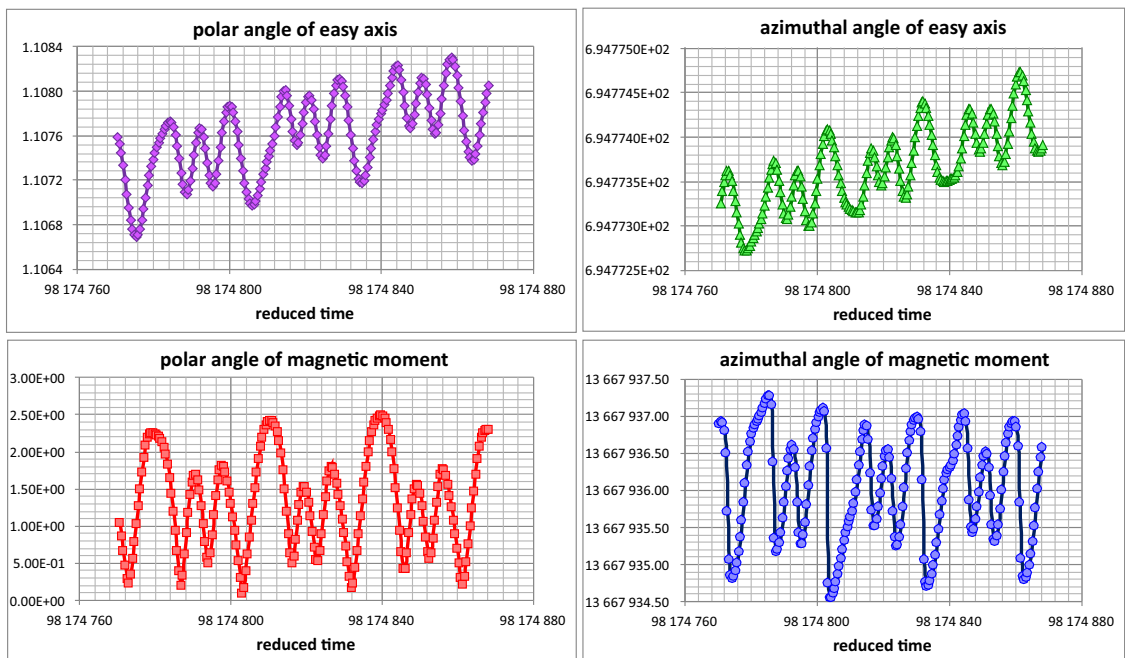 polar angle of easy axis
1.1084
1.1080
1.1076
1.1072
1.1068
1.1064
98 174 760 98 174 800 98 174 840 98 174 880
reduced time
azimuthal angle of easy axis
6.947750E+02
6.947745E+02
6.947740E+02
6.947735E+02
6.947730E+02
6.947725E+02
98 174 760 98 174 800 98 174 840 98 174 880
reduced time
polar angle of magnetic moment
3.00E+00
2.50E+00
2.00E+00
1.50E+00
1.00E+00
5.00E-01
0.00E+00
98 174 760 98 174 800 98 174 840 98 174 880
reduced time
azimuthal angle of magnetic moment
13 667 937.50
13 667 937.00
13 667 936.50
13 667 936.00
13 667 935.50
13 667 935.00
13 667 934.50
98 174 760 98 174 800 98 174 840 98 174 880
reduced time